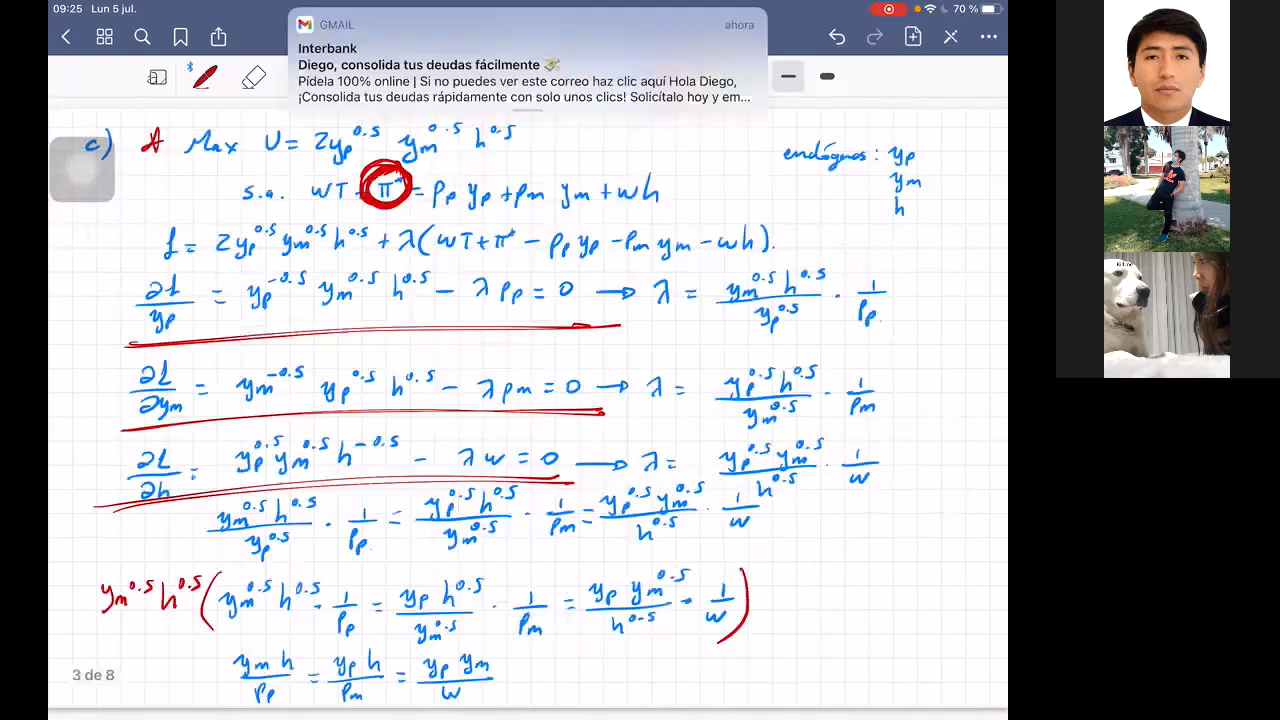 09:25 Lun 5 jul.
70 %
GMAIL
ahora
Interbank
Diego, consolida tus deudas fácilmente 💸
Pídela 100% online | Si no puedes ver este correo haz clic aquí Hola Diego,
¡Consolida tus deudas rápidamente con solo unos clics! Solicítalo hoy y em...
c) A Max U = 2yp^0.5 ym^0.5 h^0.5
endógenas : yp
ym
h
s.a. wT + π* = Pp yp + Pm ym + wh
£ = 2yp^0.5 ym^0.5 h^0.5 + λ(wT + π* - Pp yp - Pm ym - wh).
∂£/yp = yp^-0.5 ym^0.5 h^0.5 - λ Pp = 0 → λ = ym^0.5 h^0.5/yp^0.5 · 1/Pp
∂£/∂ym = ym^-0.5 yp^0.5 h^0.5 - λ Pm = 0 → λ = yp^0.5 h^0.5/ym^0.5 · 1/Pm
∂£/∂h = yp^0.5 ym^0.5 h^-0.5 - λ w = 0 → λ = yp^0.5 ym^0.5/h^0.5 · 1/w
ym^0.5 h^0.5/yp^0.5 · 1/Pp = yp^0.5 h^0.5/ym^0.5 · 1/Pm = yp^0.5 ym^0.5/h^0.5 · 1/w
ym^0.5 h^0.5 (ym^0.5 h^0.5 · 1/Pp = yp h^0.5/ym^0.5 · 1/Pm = yp ym^0.5/h^0.5 · 1/w)
ym h/Pp = yp h/Pm = yp ym/w
3 de 8